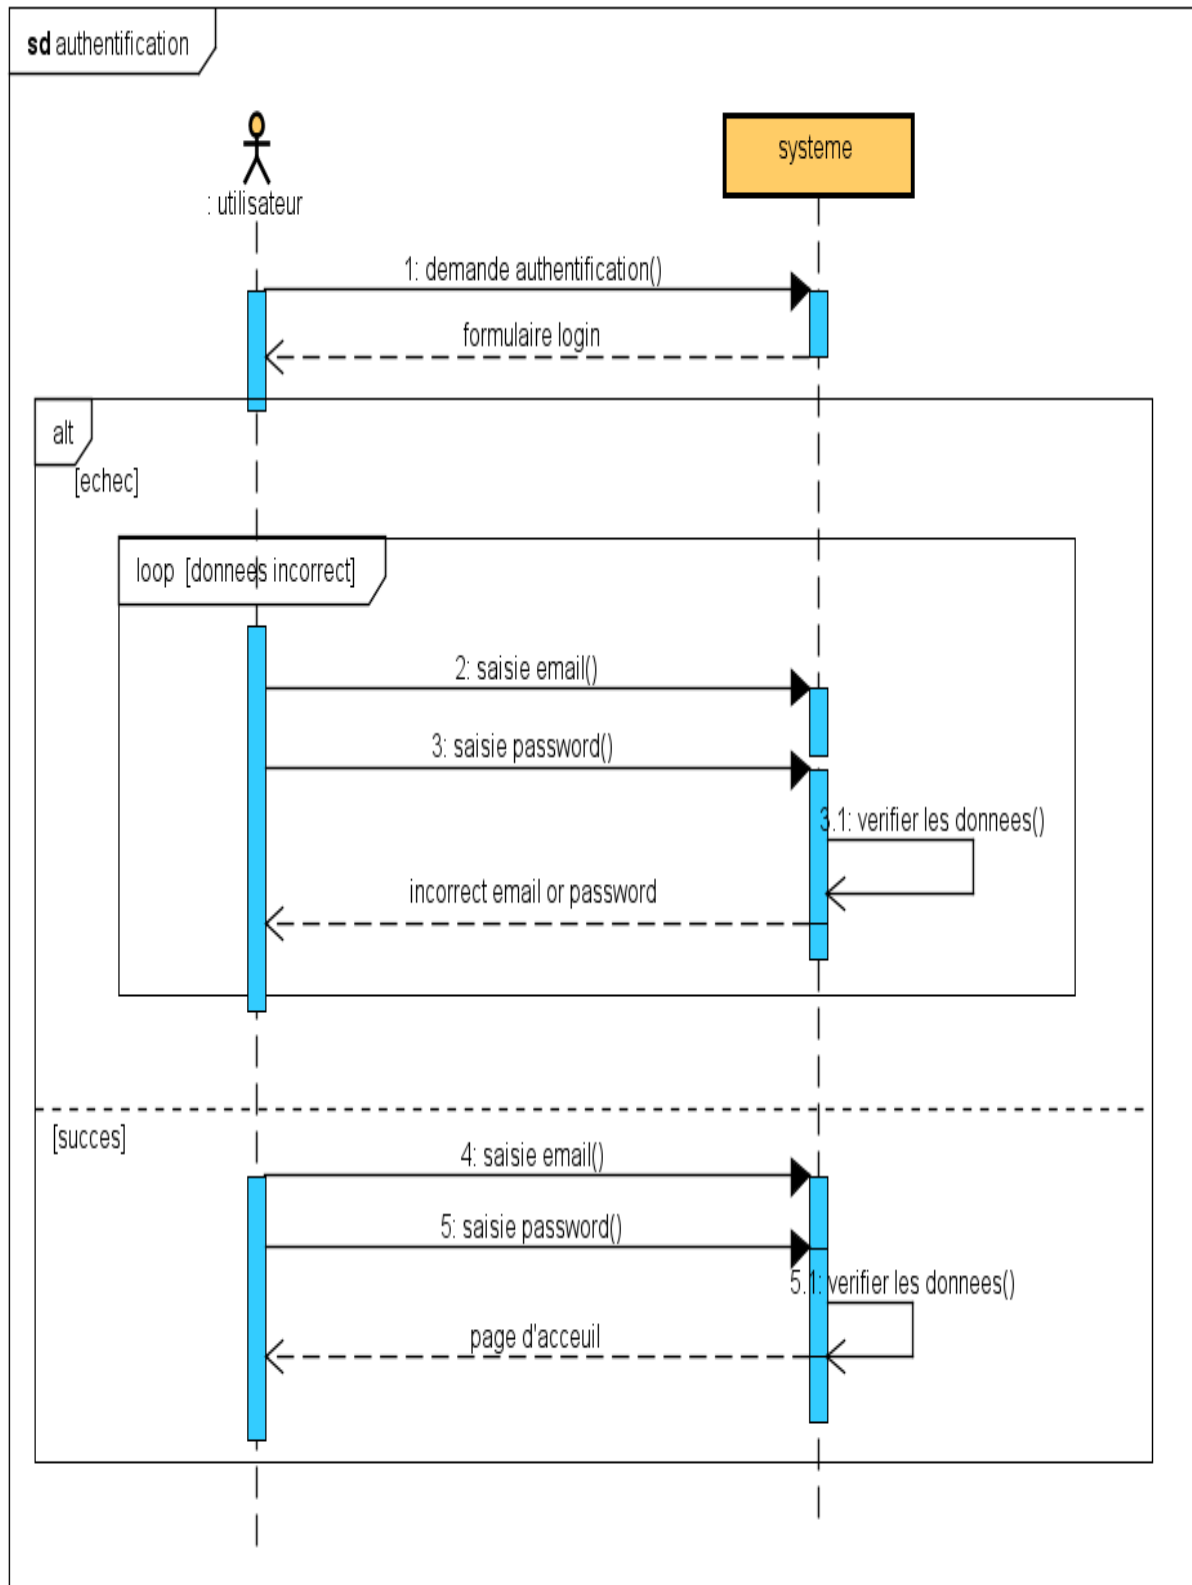 sd authentification
: utilisateur
systeme
1: demande authentification()
formulaire login
alt
[echec]
loop [donnees incorrect]
2: saisie email()
3: saisie password()
3.1: verifier les donnees()
incorrect email or password
[succes]
4: saisie email()
5: saisie password()
5.1: verifier les donnees()
page d'acceuil